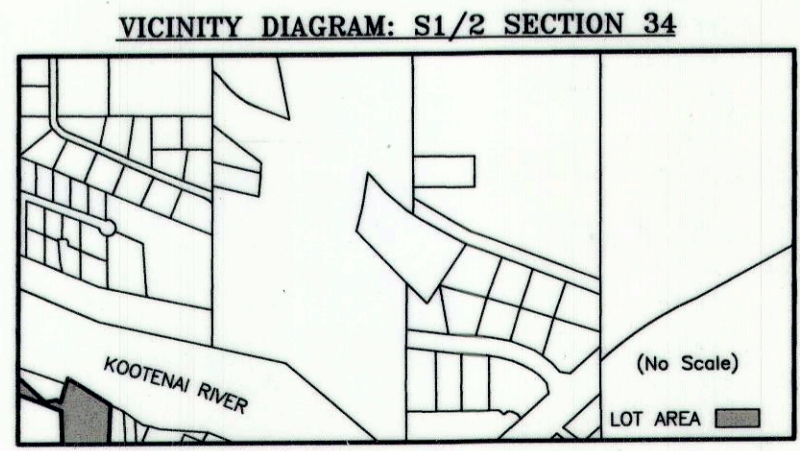 VICINITY DIAGRAM: S1/2 SECTION 34
KOOTENAI RIVER
(No Scale)
LOT AREA